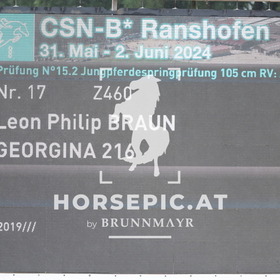 CSN-B* Ranshofen
31. Mai - 2. Juni 2024
Prüfung N°15.2 Jungpferdespringprüfung 105 cm RV:
Nr. 17 Z460
Leon Philip BRAUN
GEORGINA 216
HORSEPIC.AT
by BRUNNMAYR
2019///